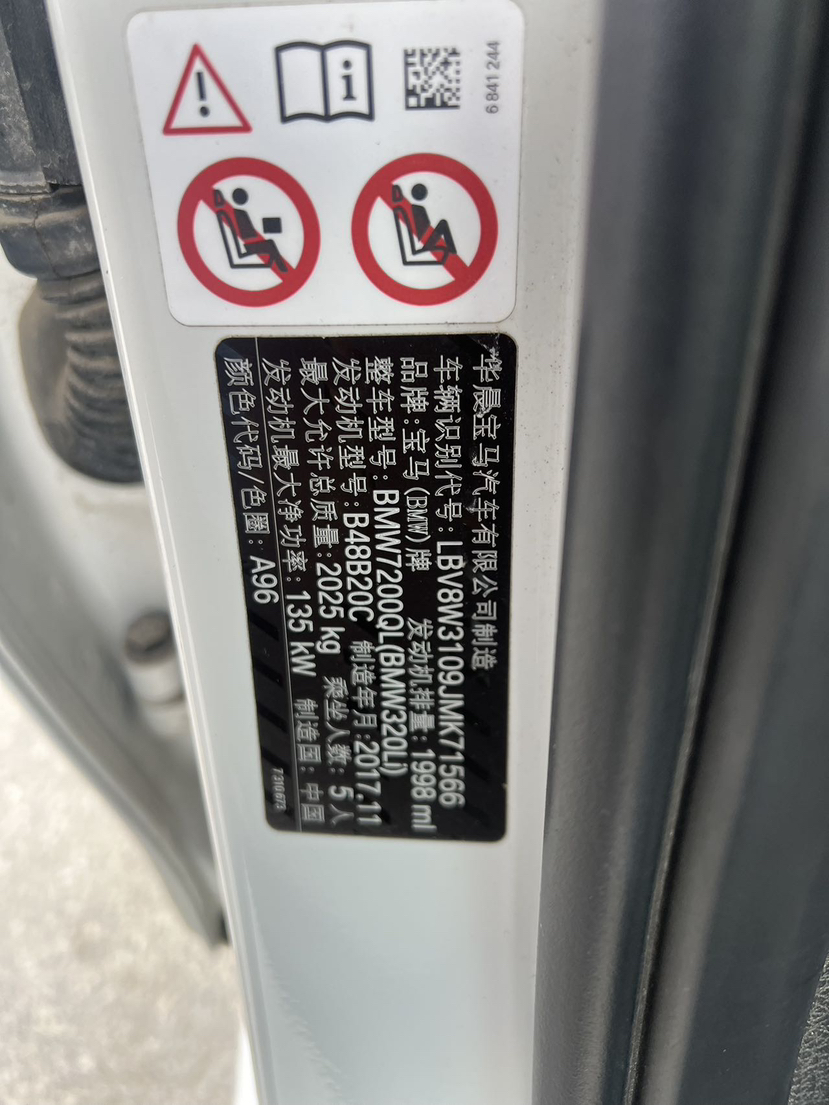 6 841 244
华晨宝马汽车有限公司制造
车辆识别代号: LBV8W3109JMK71566
品牌:宝马(BMW)牌 发动机排量: 1998 ml
整车型号: BMW7200QL(BMW320Li)
发动机型号: B48B20C 制造年月:2017.11
最大允许总质量: 2025 kg 乘坐人数: 5 人
发动机最大净功率: 135 kW 制造国: 中国
颜色代码/色圈: A96
7310673